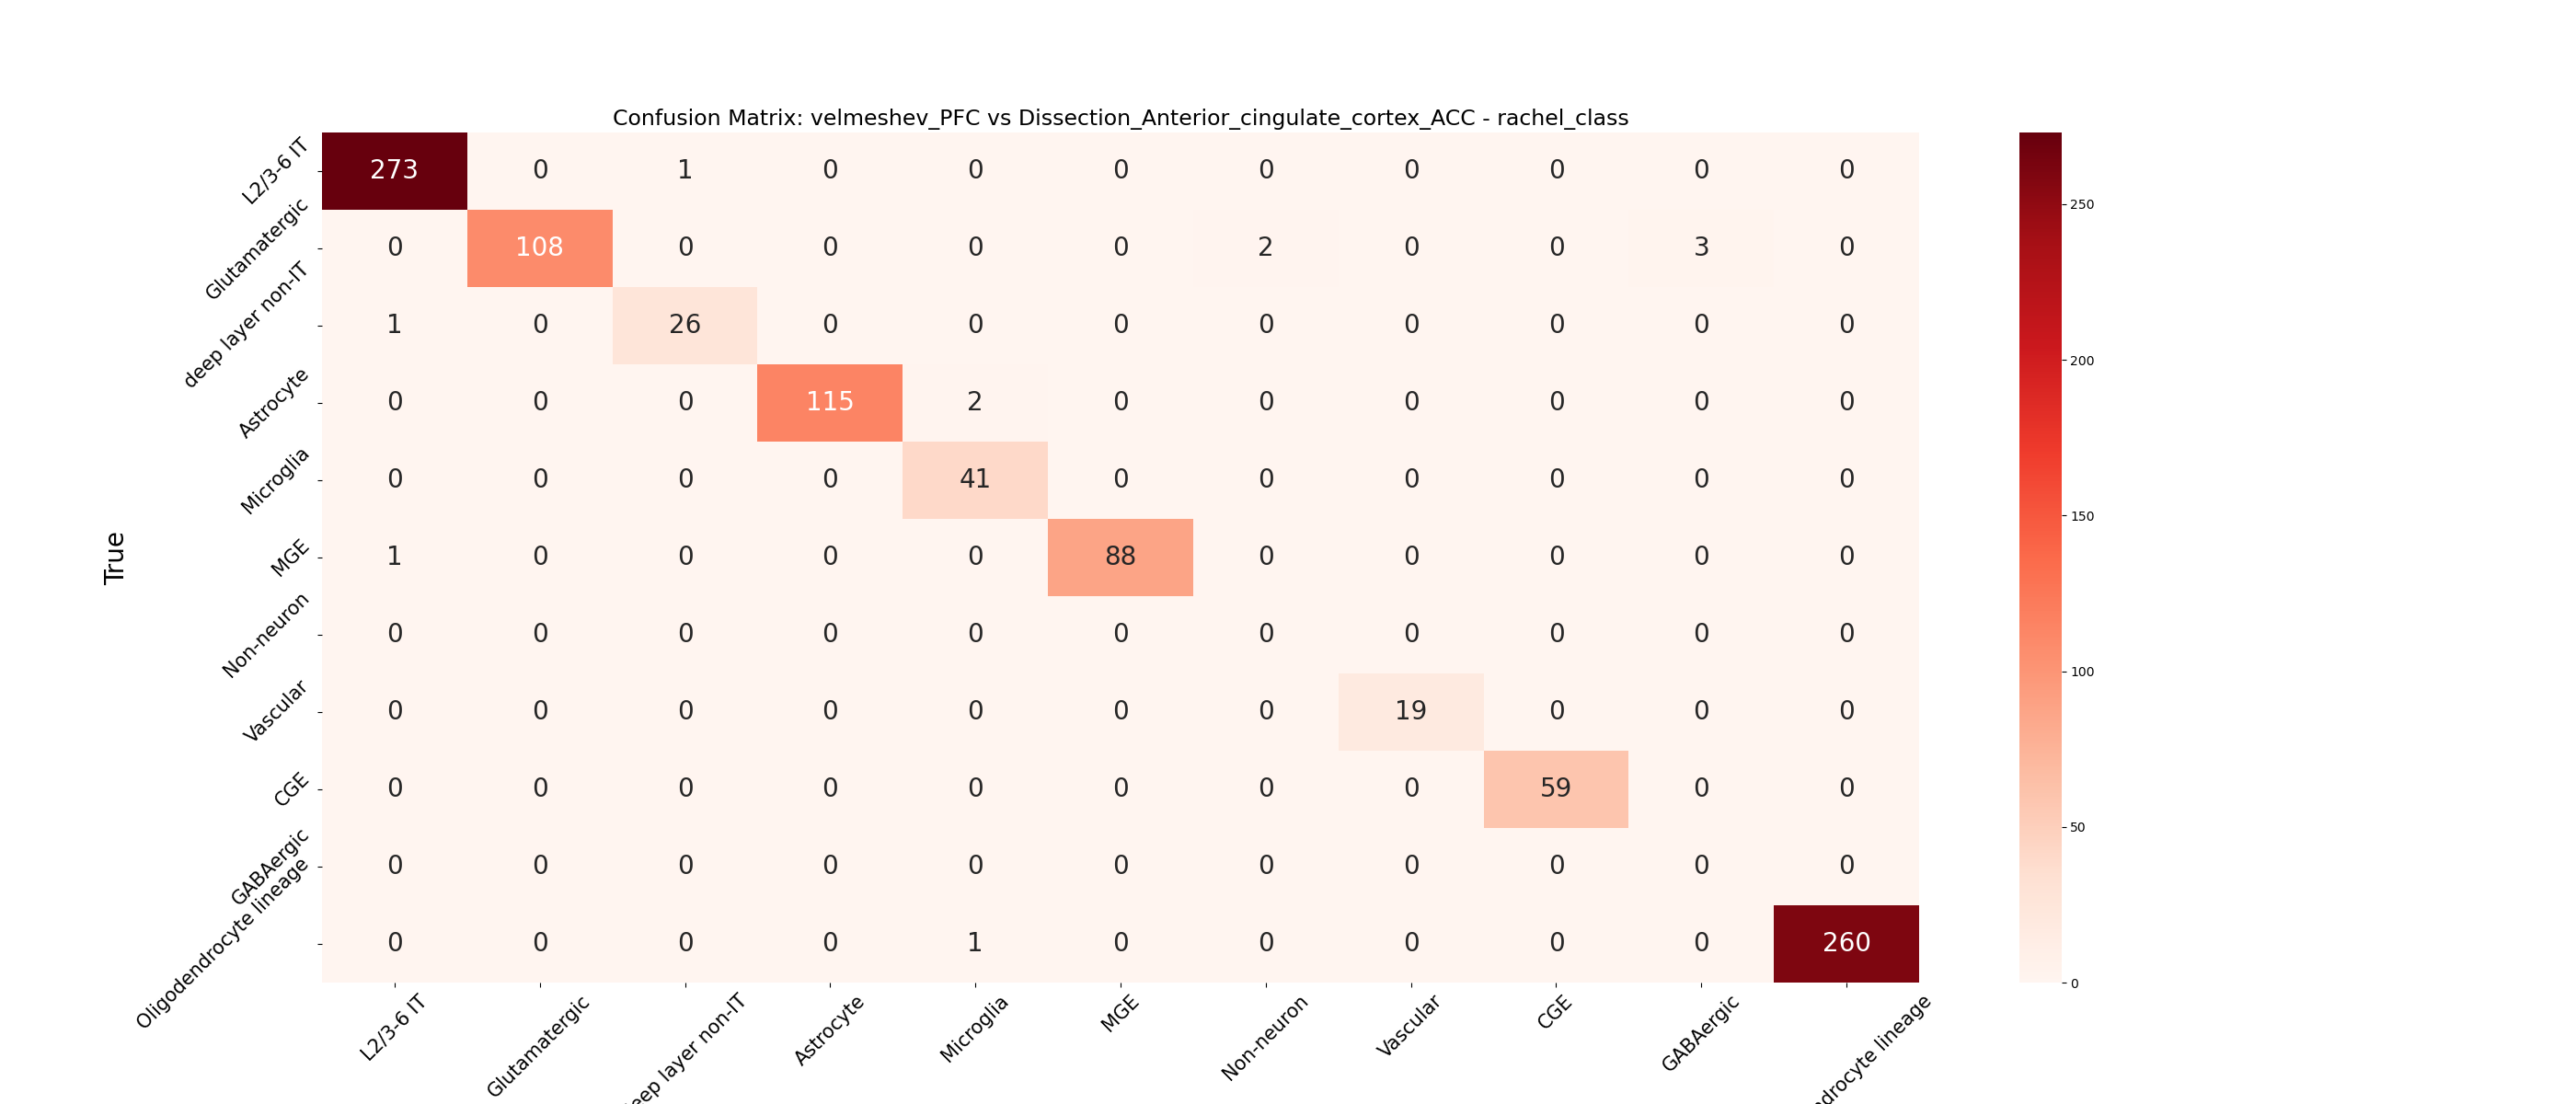 Confusion Matrix: velmeshev_PFC vs Dissection_Anterior_cingulate_cortex_ACC - rachel_class
True
L2/3-6 IT 273 0 1 0 0 0 0 0 0 0 0
Glutamatergic 0 108 0 0 0 0 2 0 0 3 0
deep layer non-IT 1 0 26 0 0 0 0 0 0 0 0
Astrocyte 0 0 0 115 2 0 0 0 0 0 0
Microglia 0 0 0 0 41 0 0 0 0 0 0
MGE 1 0 0 0 0 88 0 0 0 0 0
Non-neuron 0 0 0 0 0 0 0 0 0 0 0
Vascular 0 0 0 0 0 0 0 19 0 0 0
CGE 0 0 0 0 0 0 0 0 59 0 0
GABAergic 0 0 0 0 0 0 0 0 0 0 0
Oligodendrocyte lineage 0 0 0 0 1 0 0 0 0 0 260
L2/3-6 IT Glutamatergic layer non-IT Astrocyte Microglia MGE Non-neuron Vascular CGE GABAergic lineage
250
200
150
100
50
0